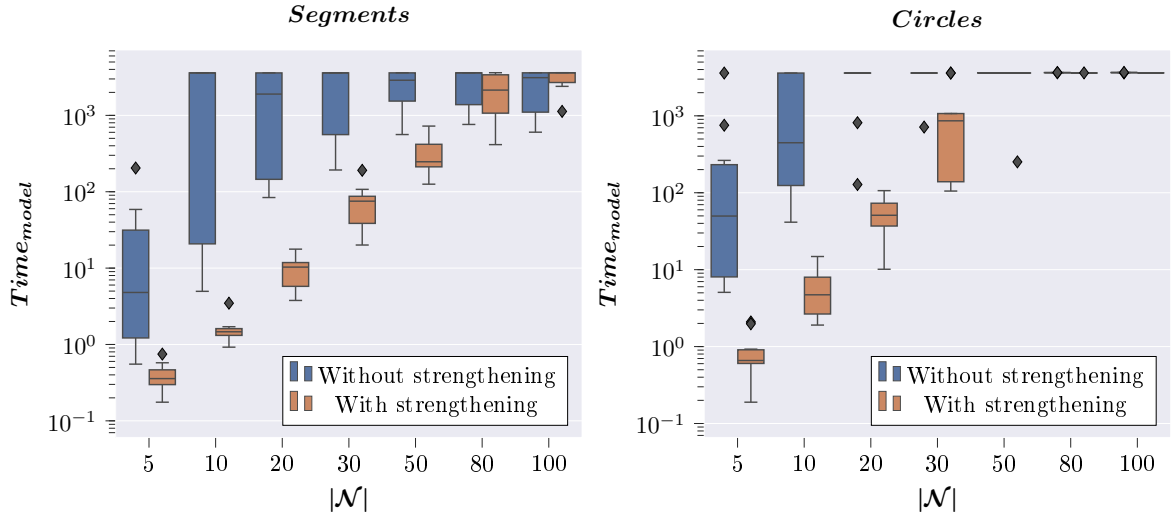 Segments
Time_model
10^3
10^2
10^1
10^0
10^−1
Without strengthening
With strengthening
5 10 20 30 50 80 100
|𝒩|
Circles
Time_model
10^3
10^2
10^1
10^0
10^−1
Without strengthening
With strengthening
5 10 20 30 50 80 100
|𝒩|